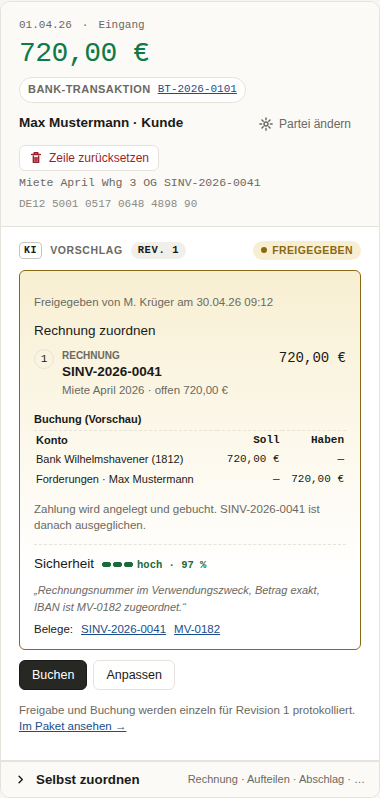 01.04.26 · Eingang
720,00 €
BANK-TRANSAKTION BT-2026-0101
Max Mustermann · Kunde
Partei ändern
Zeile zurücksetzen
Miete April Whg 3 OG SINV-2026-0041
DE12 5001 0517 0648 4898 90
KI VORSCHLAG REV. 1 FREIGEGEBEN
Freigegeben von M. Krüger am 30.04.26 09:12
Rechnung zuordnen
1 RECHNUNG 720,00 €
SINV-2026-0041
Miete April 2026 · offen 720,00 €
Buchung (Vorschau)
Konto Soll Haben
Bank Wilhelmshavener (1812) 720,00 € —
Forderungen · Max Mustermann — 720,00 €
Zahlung wird angelegt und gebucht. SINV-2026-0041 ist
danach ausgeglichen.
Sicherheit hoch · 97 %
„Rechnungsnummer im Verwendungszweck, Betrag exakt,
IBAN ist MV-0182 zugeordnet.“
Belege: SINV-2026-0041 MV-0182
Buchen Anpassen
Freigabe und Buchung werden einzeln für Revision 1 protokolliert.
Im Paket ansehen →
Selbst zuordnen Rechnung · Aufteilen · Abschlag · …